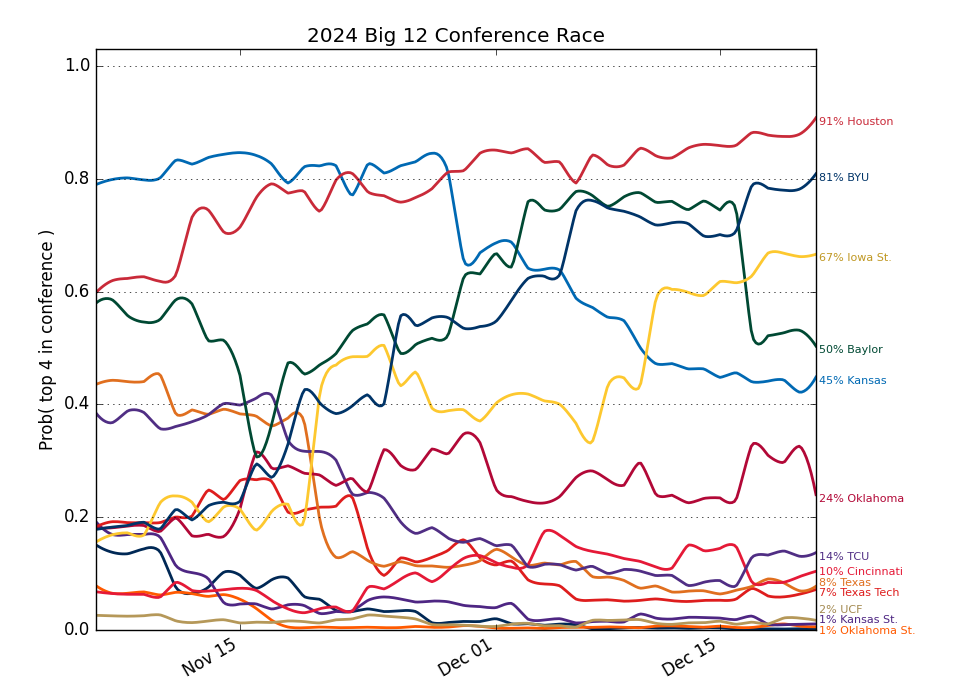 2024 Big 12 Conference Race
Prob( top 4 in conference )
1.0
0.8
0.6
0.4
0.2
0.0
Nov 15
Dec 01
Dec 15
91% Houston
81% BYU
67% Iowa St.
50% Baylor
45% Kansas
24% Oklahoma
14% TCU
10% Cincinnati
8% Texas
7% Texas Tech
2% UCF
1% Kansas St.
1% Oklahoma St.